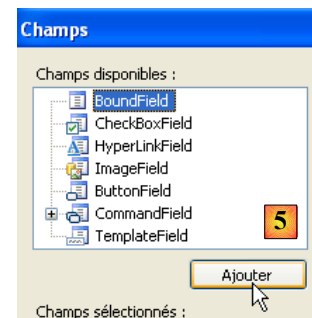 Champs
Champs disponibles :
BoundField
CheckBoxField
HyperLinkField
ImageField
ButtonField
CommandField
5
TemplateField
Ajouter
Champs sélectionnés :